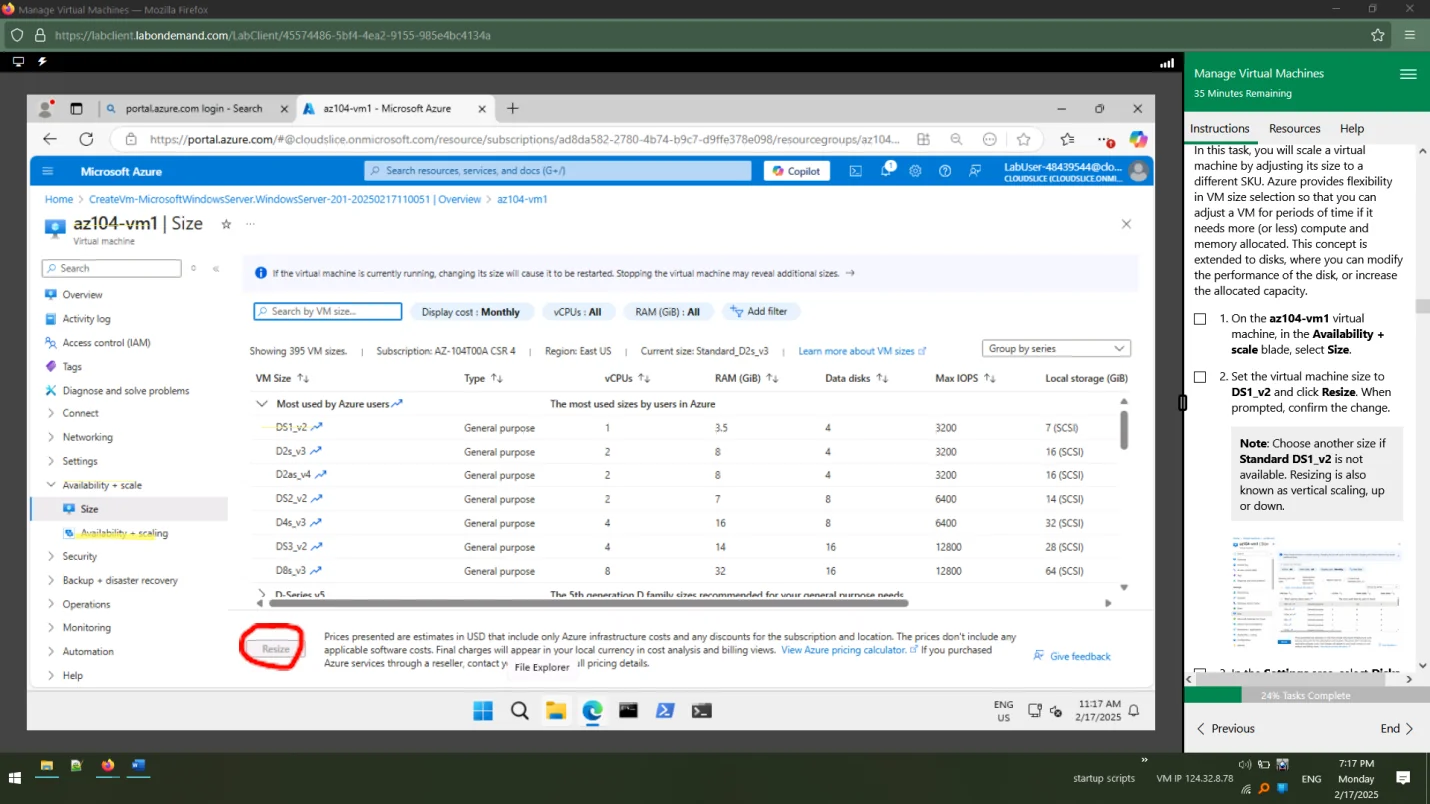 Manage Virtual Machines — Mozilla Firefox
https://labclient.labondemand.com/LabClient/45574486-5bf4-4ea2-9155-985e4bc4134a
portal.azure.com login - Search
az104-vm1 - Microsoft Azure
https://portal.azure.com/#@cloudslice.onmicrosoft.com/resource/subscriptions/ad8da582-2780-4b74-b9c7-d9ffe378e098/resourcegroups/az104...
Microsoft Azure
Search resources, services, and docs (G+/)
Copilot
1
LabUser-48439544@do...
CLOUDSLICE (CLOUDSLICE.ONMI...
Home > CreateVm-MicrosoftWindowsServer.WindowsServer-201-20250217110051 | Overview > az104-vm1
az104-vm1 | Size
Virtual machine
Search
Overview
Activity log
Access control (IAM)
Tags
Diagnose and solve problems
Connect
Networking
Settings
Availability + scale
Size
Availability + scaling
Security
Backup + disaster recovery
Operations
Monitoring
Automation
Help
If the virtual machine is currently running, changing its size will cause it to be restarted. Stopping the virtual machine may reveal additional sizes.
Search by VM size...
Display cost : Monthly
vCPUs : All
RAM (GiB) : All
Add filter
Showing 395 VM sizes. | Subscription: AZ-104T00A CSR 4 | Region: East US | Current size: Standard_D2s_v3 | Learn more about VM sizes
Group by series
VM Size Type vCPUs RAM (GiB) Data disks Max IOPS Local storage (GiB)
Most used by Azure users The most used sizes by users in Azure
DS1_v2 General purpose 1 3.5 4 3200 7 (SCSI)
D2s_v3 General purpose 2 8 4 3200 16 (SCSI)
D2as_v4 General purpose 2 8 4 3200 16 (SCSI)
DS2_v2 General purpose 2 7 8 6400 14 (SCSI)
D4s_v3 General purpose 4 16 8 6400 32 (SCSI)
DS3_v2 General purpose 4 14 16 12800 28 (SCSI)
D8s_v3 General purpose 8 32 16 12800 64 (SCSI)
D-Series v5 The 5th generation D family sizes recommended for your general purpose needs
Resize
Prices presented are estimates in USD that include only Azure infrastructure costs and any discounts for the subscription and location. The prices don't include any
applicable software costs. Final charges will appear in your local currency in cost analysis and billing views. View Azure pricing calculator. If you purchased
Azure services through a reseller, contact yo
ll pricing details.
File Explorer
Give feedback
ENG
US
11:17 AM
2/17/2025
Manage Virtual Machines
35 Minutes Remaining
Instructions Resources Help
In this task, you will scale a virtual
machine by adjusting its size to a
different SKU. Azure provides flexibility
in VM size selection so that you can
adjust a VM for periods of time if it
needs more (or less) compute and
memory allocated. This concept is
extended to disks, where you can modify
the performance of the disk, or increase
the allocated capacity.
1. On the az104-vm1 virtual
machine, in the Availability +
scale blade, select Size.
2. Set the virtual machine size to
DS1_v2 and click Resize. When
prompted, confirm the change.
Note: Choose another size if
Standard DS1_v2 is not
available. Resizing is also
known as vertical scaling, up
or down.
3. In the Settings area, select Disks
24% Tasks Complete
Previous
End
startup scripts
VM IP 124.32.8.78
ENG
7:17 PM
Monday
2/17/2025